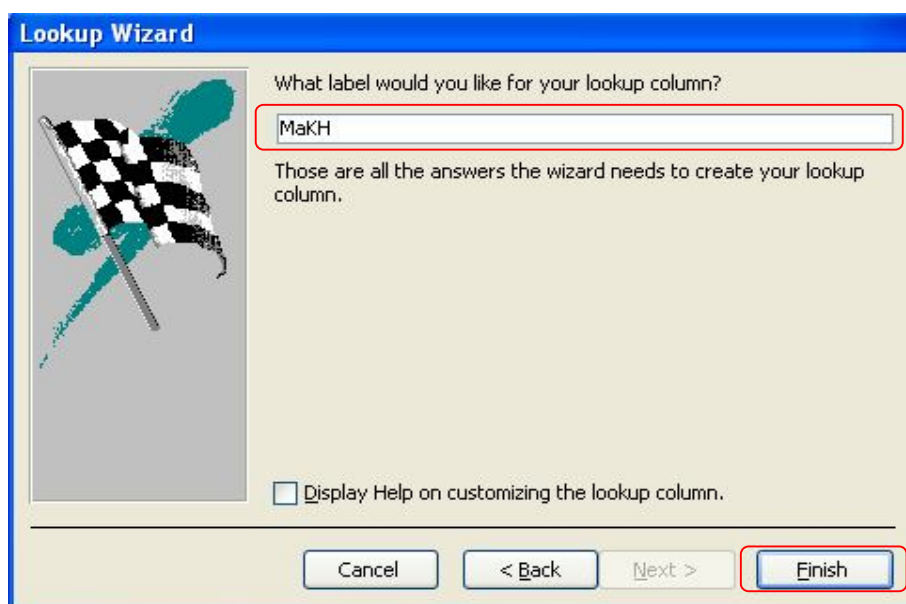 Lookup Wizard
What label would you like for your lookup column?
MaKH
Those are all the answers the wizard needs to create your lookup
column.
Display Help on customizing the lookup column.
Cancel
< Back
Next >
Finish